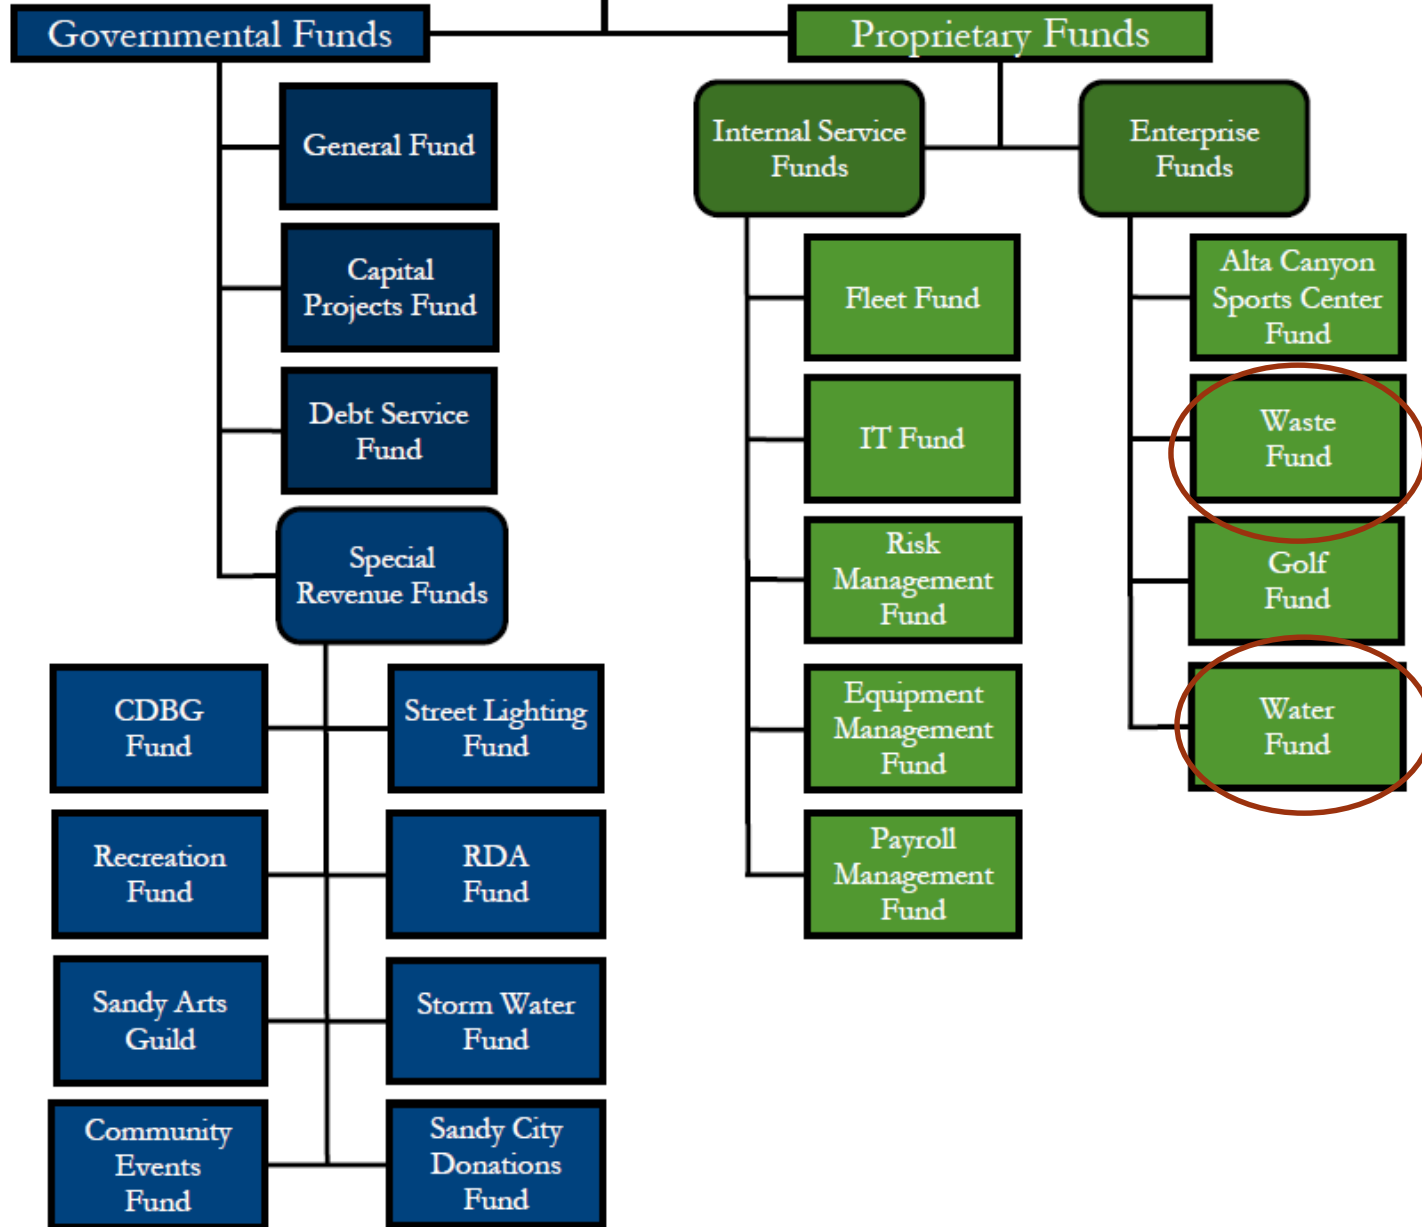 Governmental Funds
Proprietary Funds
General Fund
Capital
Projects Fund
Debt Service
Fund
Special
Revenue Funds
CDBG
Fund
Street Lighting
Fund
Recreation
Fund
RDA
Fund
Sandy Arts
Guild
Storm Water
Fund
Community
Events
Fund
Sandy City
Donations
Fund
Internal Service
Funds
Enterprise
Funds
Fleet Fund
IT Fund
Risk
Management
Fund
Equipment
Management
Fund
Payroll
Management
Fund
Alta Canyon
Sports Center
Fund
Waste
Fund
Golf
Fund
Water
Fund